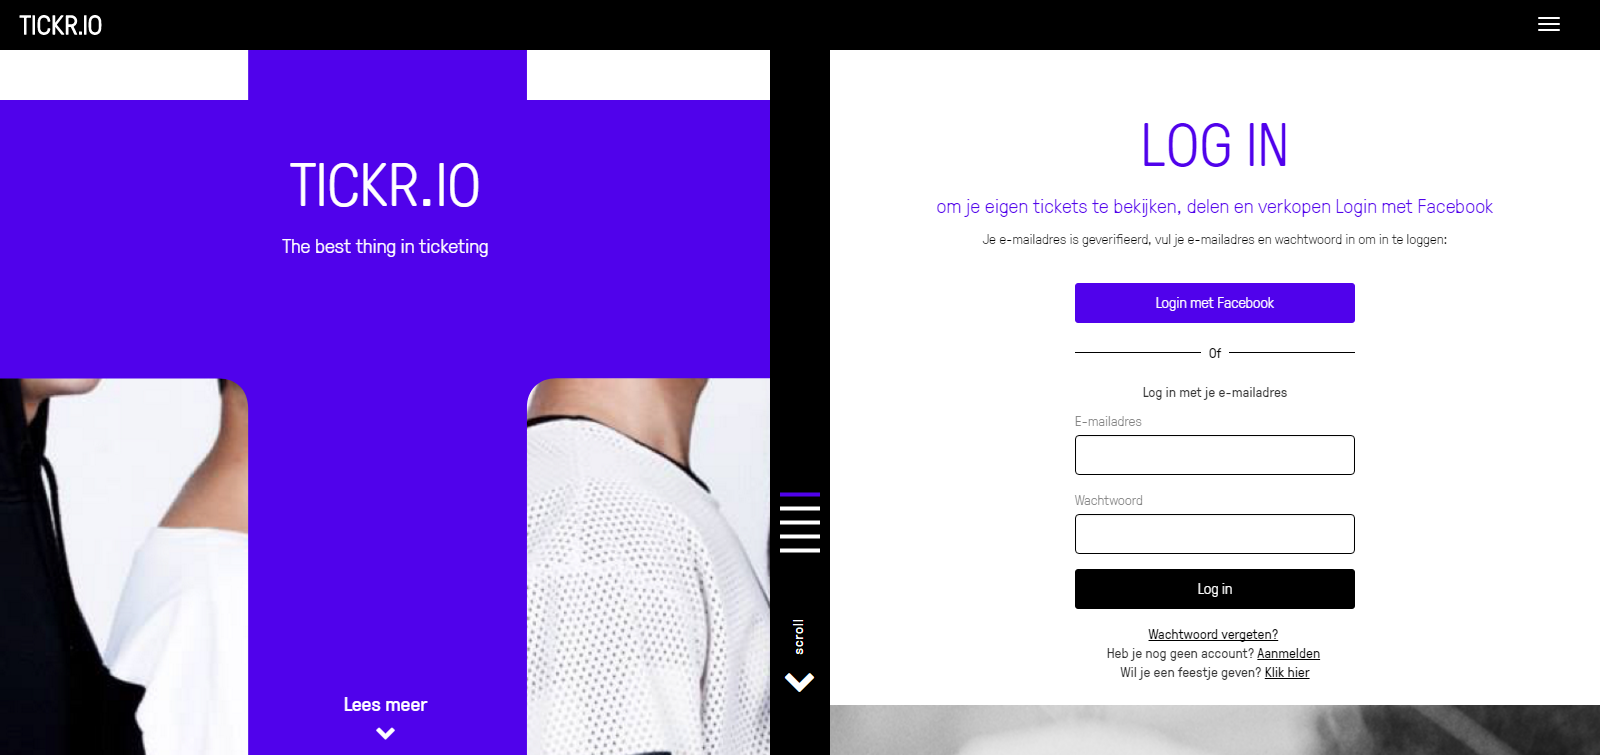 TICKR.IO
TICKR.IO
The best thing in ticketing
Lees meer
scroll
LOG IN
om je eigen tickets te bekijken, delen en verkopen Login met Facebook
Je e-mailadres is geverifieerd, vul je e-mailadres en wachtwoord in om in te loggen:
Login met Facebook
Of
Log in met je e-mailadres
E-mailadres
Wachtwoord
Log in
Wachtwoord vergeten?
Heb je nog geen account? Aanmelden
Wil je een feestje geven? Klik hier